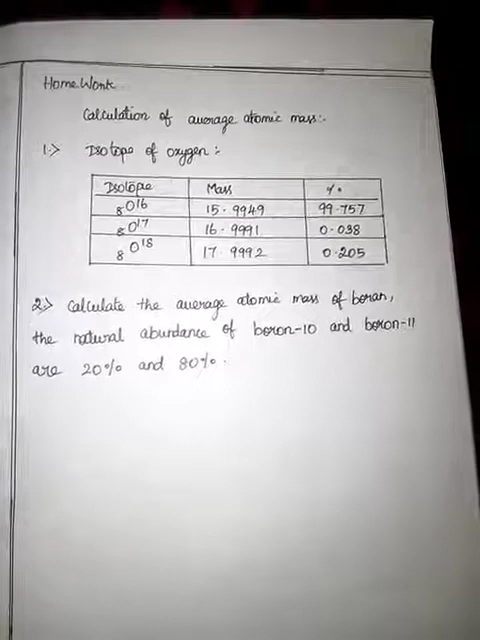 Home Work
Calculation of average atomic mass:-
1.> Isotope of oxygen :-
Isotope Mass %
₈O¹⁶ 15.9949 99.757
₈O¹⁷ 16.9991 0.038
₈O¹⁸ 17.9992 0.205
2.> Calculate the average atomic mass of boran,
the natural abundance of boron-10 and boron-11
are 20% and 80%.